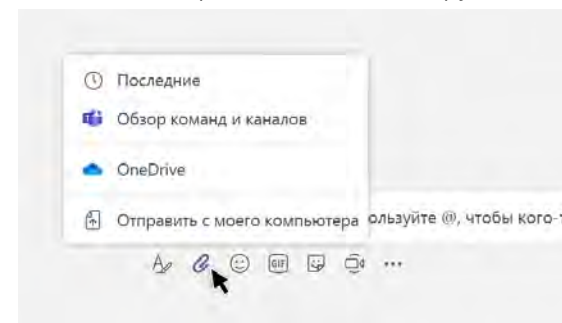 Последние
Обзор команд и каналов
OneDrive
Отправить с моего компьютера
ользуйте @, чтобы кого-т
GIF